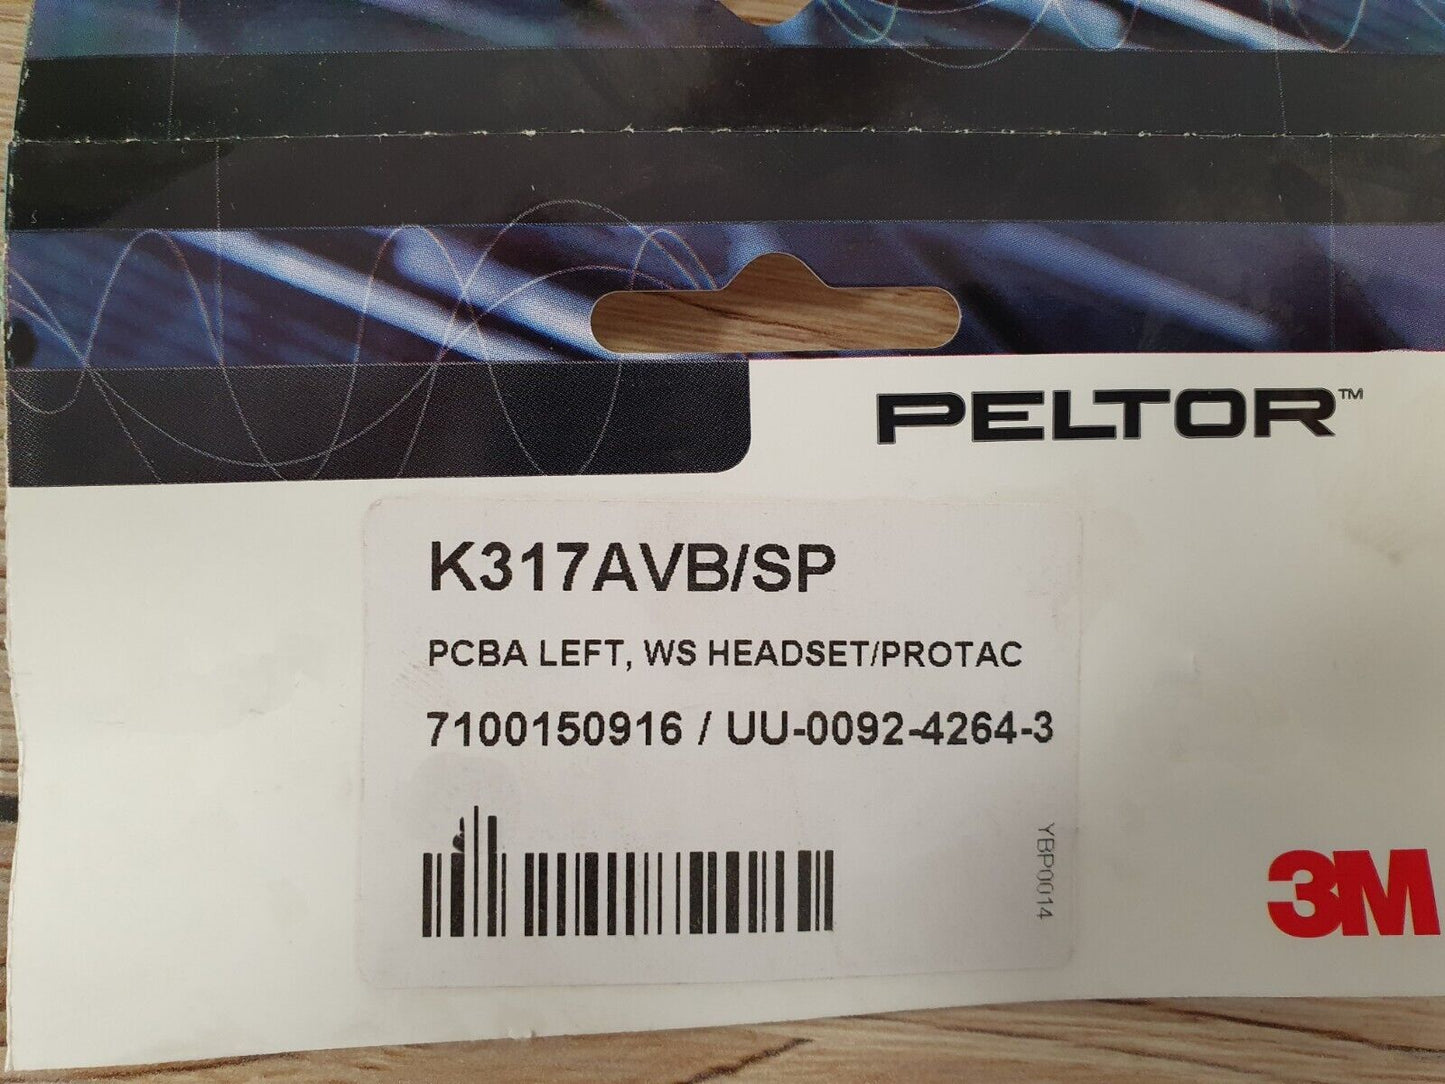 PELTOR™
K317AVB/SP
PCBA LEFT, WS HEADSET/PROTAC
7100150916 / UU-0092-4264-3
YBP0014
3M